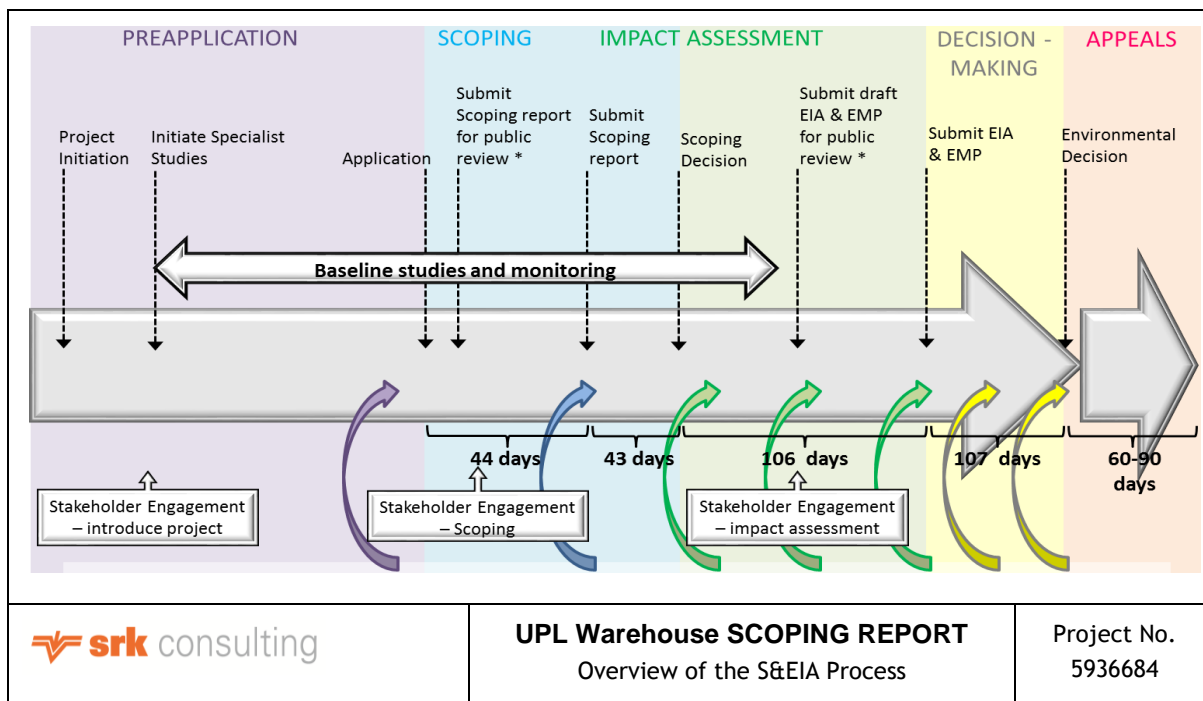 PREAPPLICATION
SCOPING
IMPACT ASSESSMENT
DECISION -
MAKING
APPEALS
Project
Initiation
Initiate Specialist
Studies
Application
Submit
Scoping report
for public
review *
Submit
Scoping
report
Scoping
Decision
Submit draft
EIA & EMP
for public
review *
Submit EIA
& EMP
Environmental
Decision
Baseline studies and monitoring
44 days
43 days
106 days
107 days
60-90
days
Stakeholder Engagement
– introduce project
Stakeholder Engagement
– Scoping
Stakeholder Engagement
– impact assessment
srk consulting
UPL Warehouse SCOPING REPORT
Overview of the S&EIA Process
Project No.
5936684